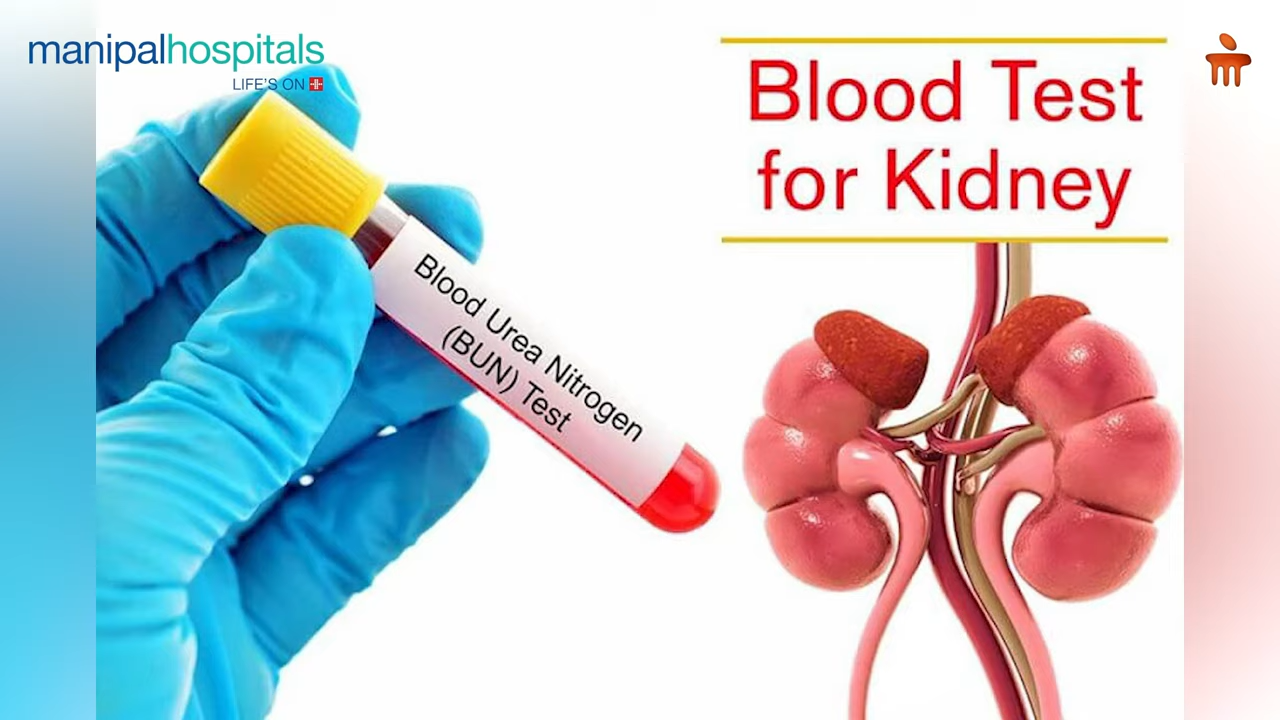 manipalhospitals
LIFE'S ON
Blood Test
for Kidney
Blood Urea Nitrogen
(BUN) Test